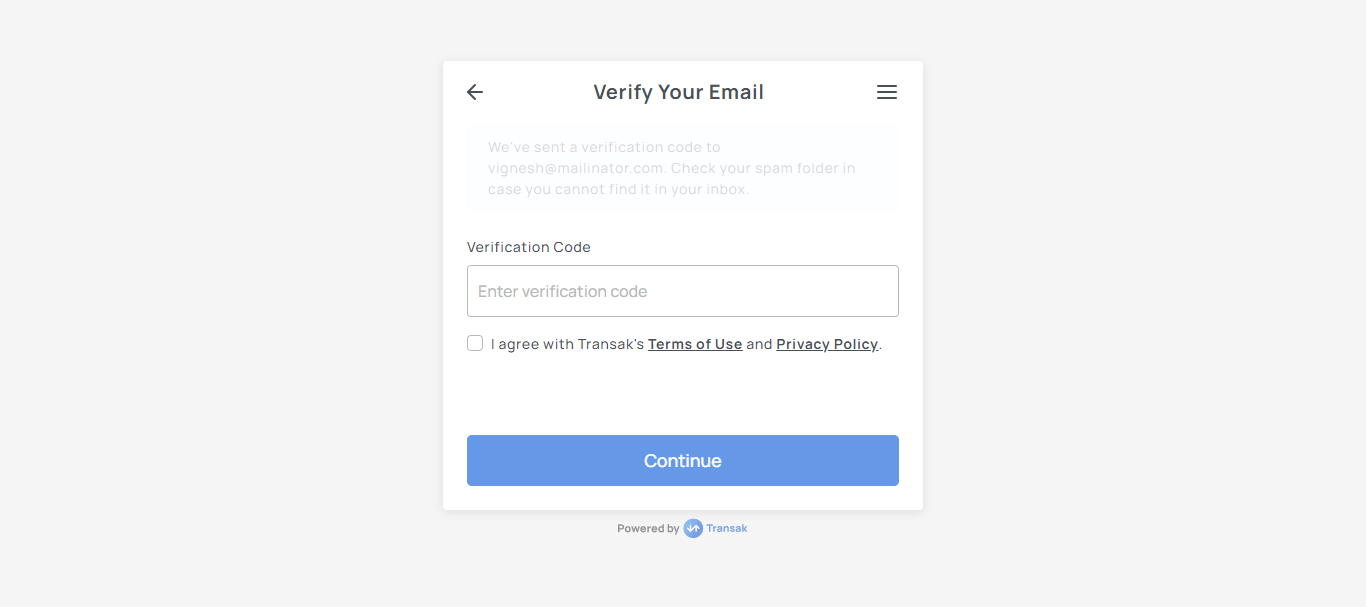 Verify Your Email
We've sent a verification code to
vignesh@mailinator.com. Check your spam folder in
case you cannot find it in your inbox.
Verification Code
Enter verification code
I agree with Transak's Terms of Use and Privacy Policy.
Continue
Powered by Transak